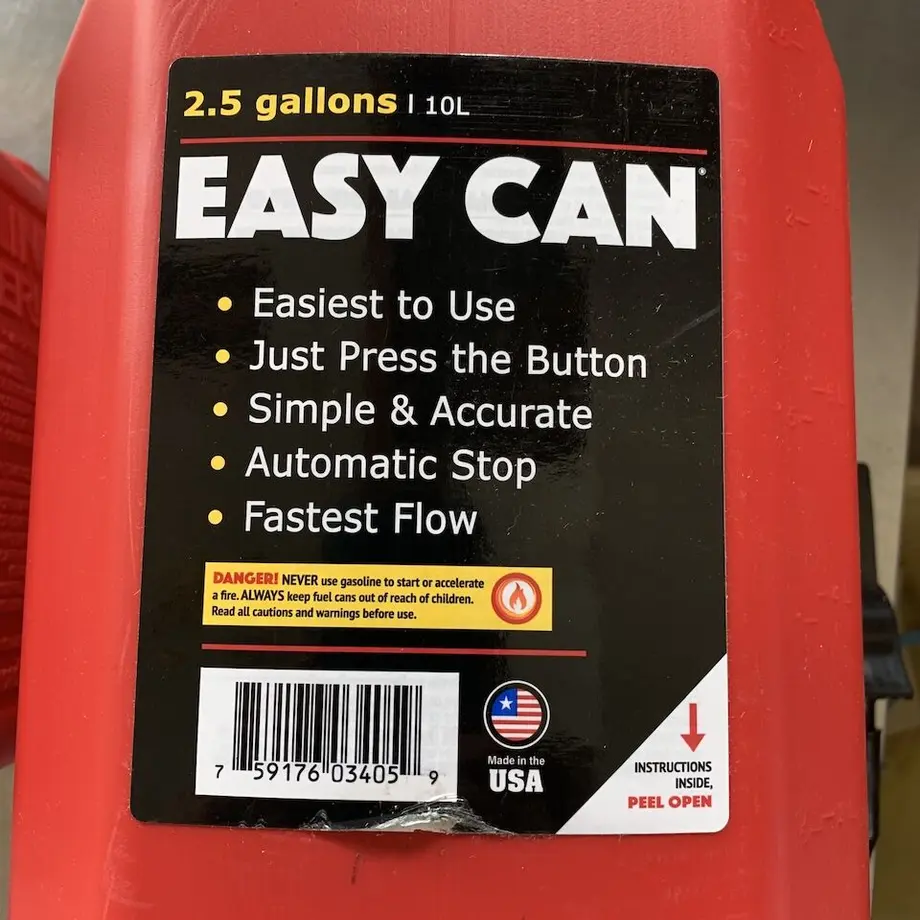 2.5 gallons | 10L
EASY CAN®
• Easiest to Use
• Just Press the Button
• Simple & Accurate
• Automatic Stop
• Fastest Flow
DANGER! NEVER use gasoline to start or accelerate
a fire. ALWAYS keep fuel cans out of reach of children.
Read all cautions and warnings before use.
7 59176 03405 9
Made in the
USA
INSTRUCTIONS
INSIDE,
PEEL OPEN